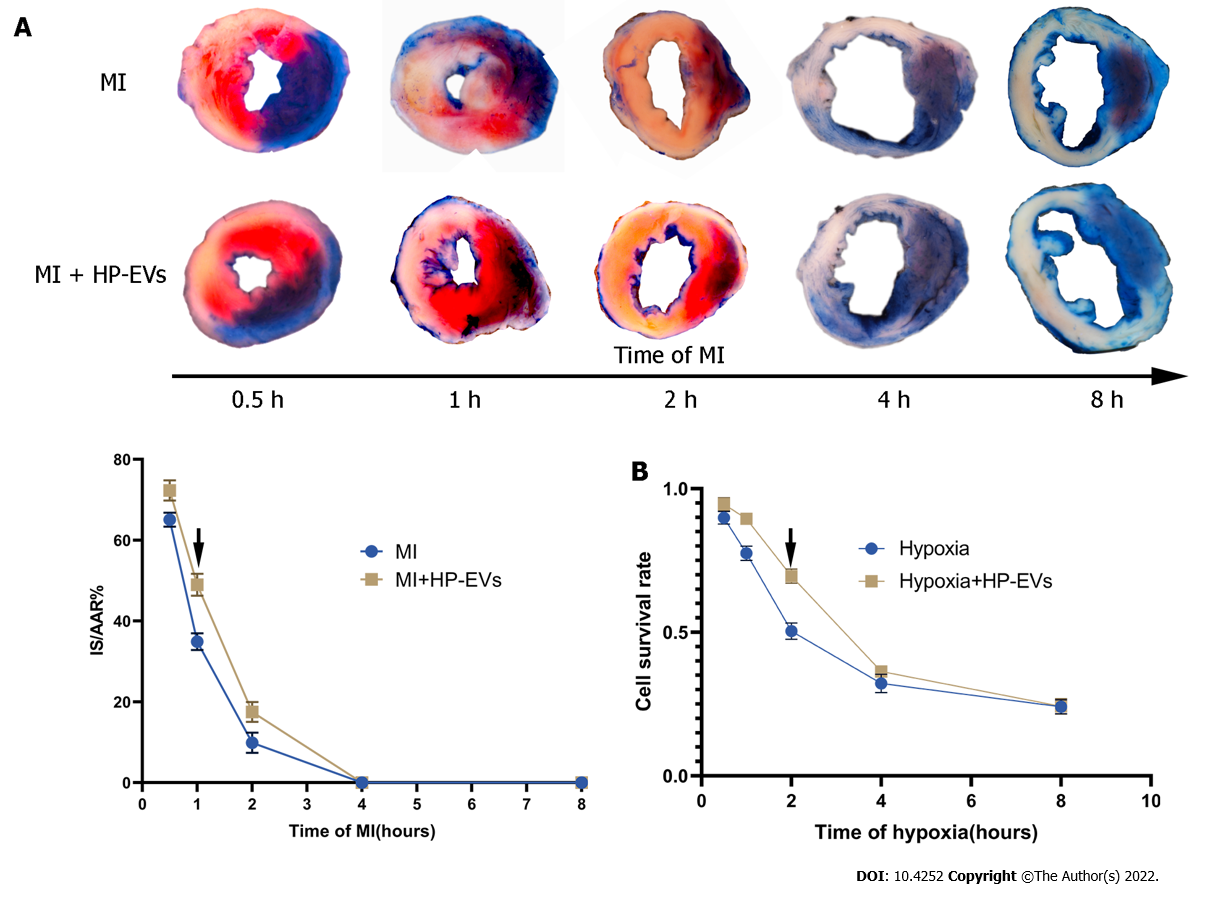 A
MI
MI + HP-EVs
Time of MI
0.5 h 1 h 2 h 4 h 8 h
80
60
40
20
0
IS/AAR%
MI
MI+HP-EVs
0 1 2 3 4 5 6 7 8
Time of MI(hours)
B
1.0
0.5
0.0
Cell survival rate
Hypoxia
Hypoxia+HP-EVs
0 2 4 6 8 10
Time of hypoxia(hours)
DOI: 10.4252 Copyright ©The Author(s) 2022.